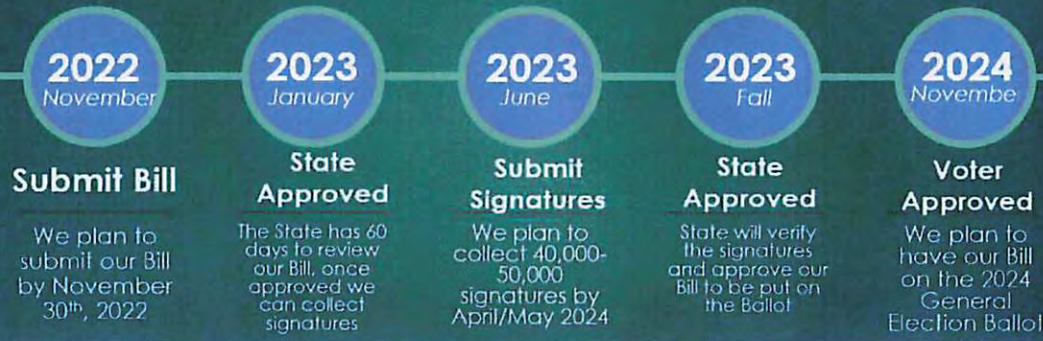 2022
November
Submit Bill
We plan to
submit our Bill
by November
30th, 2022
2023
January
State
Approved
The State has 60
days to review
our Bill, once
approved we
can collect
signatures
2023
June
Submit
Signatures
We plan to
collect 40,000-
50,000
signatures by
April/May 2024
2023
Fall
State
Approved
State will verify
the signatures
and approve our
Bill to be put on
the Ballot
2024
Novembe
Voter
Approved
We plan to
have our Bill
on the 2024
General
Election Ballot